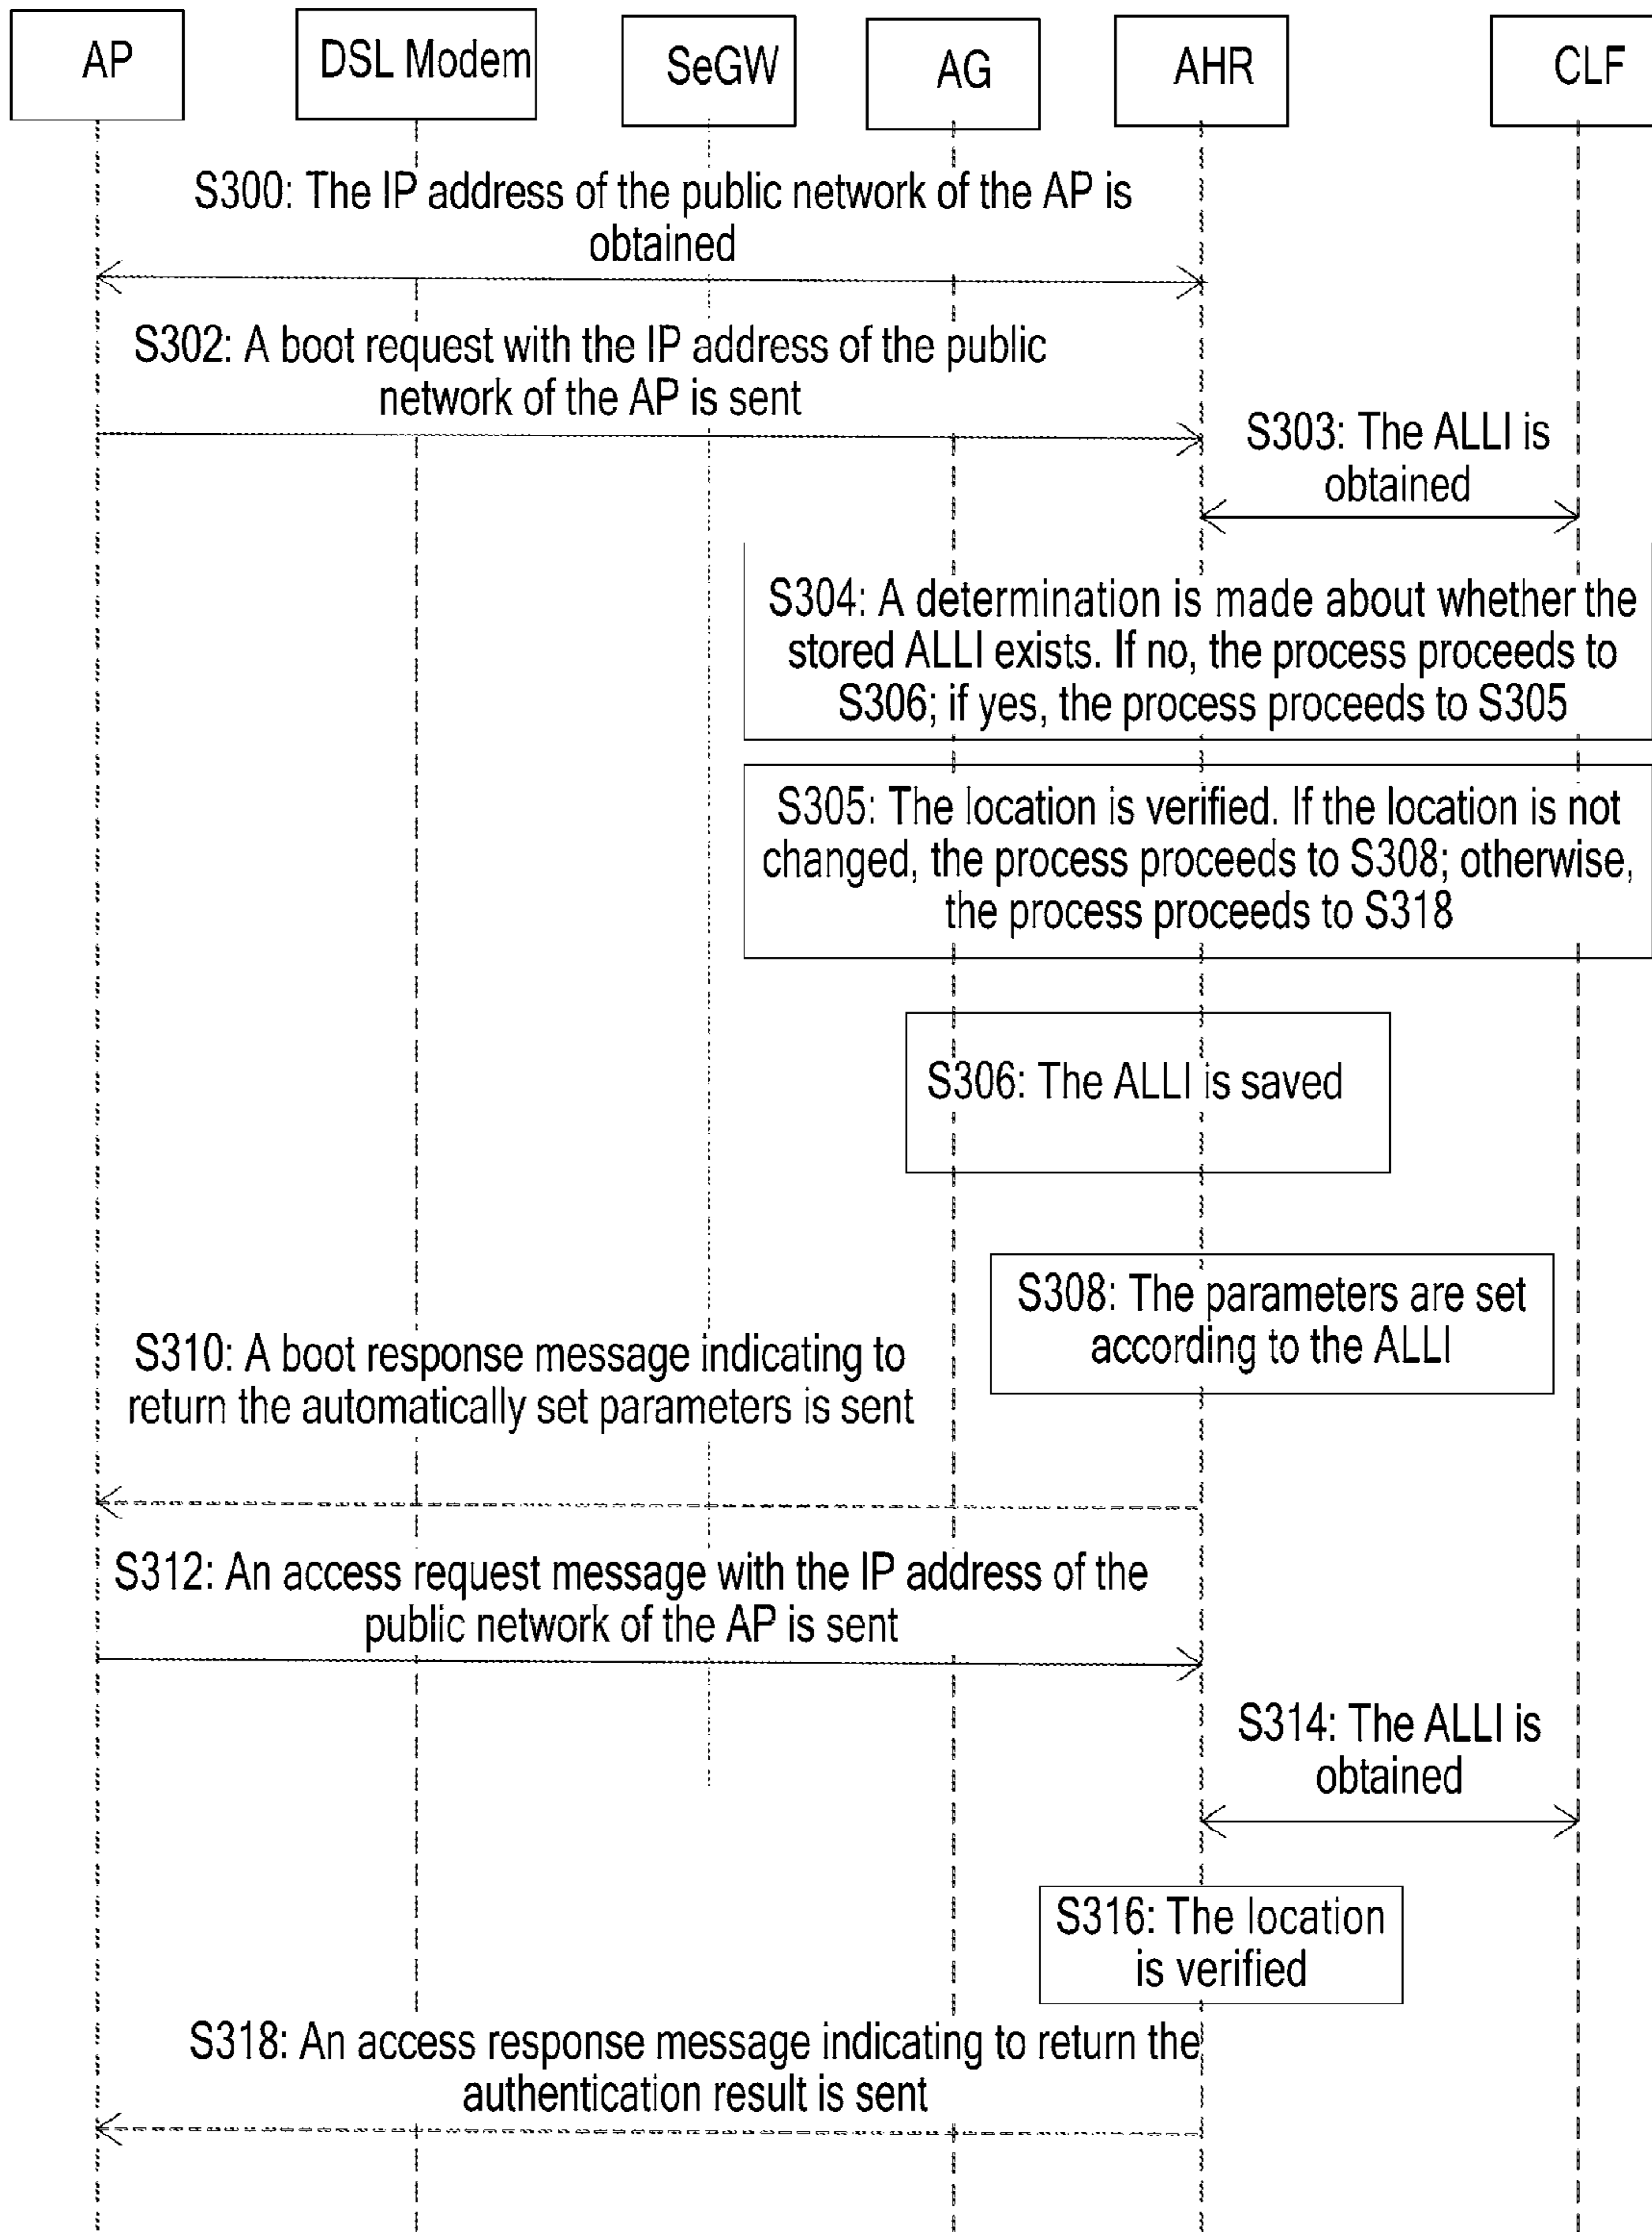 AP
DSL Modem
SeGW
AG
AHR
CLF
S300: The IP address of the public network of the AP is
obtained
S302: A boot request with the IP address of the public
network of the AP is sent
S303: The ALLI is
obtained
S304: A determination is made about whether the
stored ALLI exists. If no, the process proceeds to
S306; if yes, the process proceeds to S305
S305: The location is verified. If the location is not
changed, the process proceeds to S308; otherwise,
the process proceeds to S318
S306: The ALLI is saved
S308: The parameters are set
according to the ALLI
S310: A boot response message indicating to
return the automatically set parameters is sent
S312: An access request message with the IP address of the
public network of the AP is sent
S314: The ALLI is
obtained
S316: The location
is verified
S318: An access response message indicating to return the
authentication result is sent